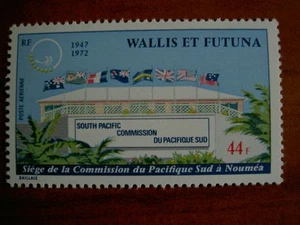 RF
1947
1972
WALLIS ET FUTUNA
POSTE AÉRIENNE
SOUTH PACIFIC
COMMISSION
DU PACIFIQUE SUD
44F
Siège de la Commission du Pacifique Sud à Nouméa